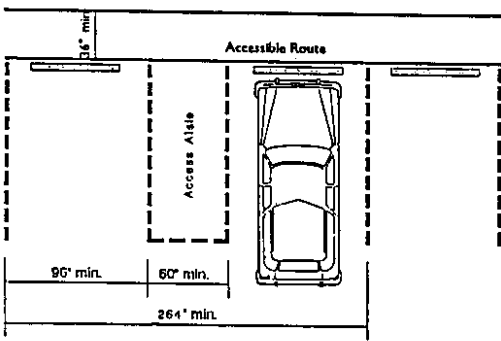 36" min.
Accessible Route
Access Aisle
96" min.
60" min.
264" min.